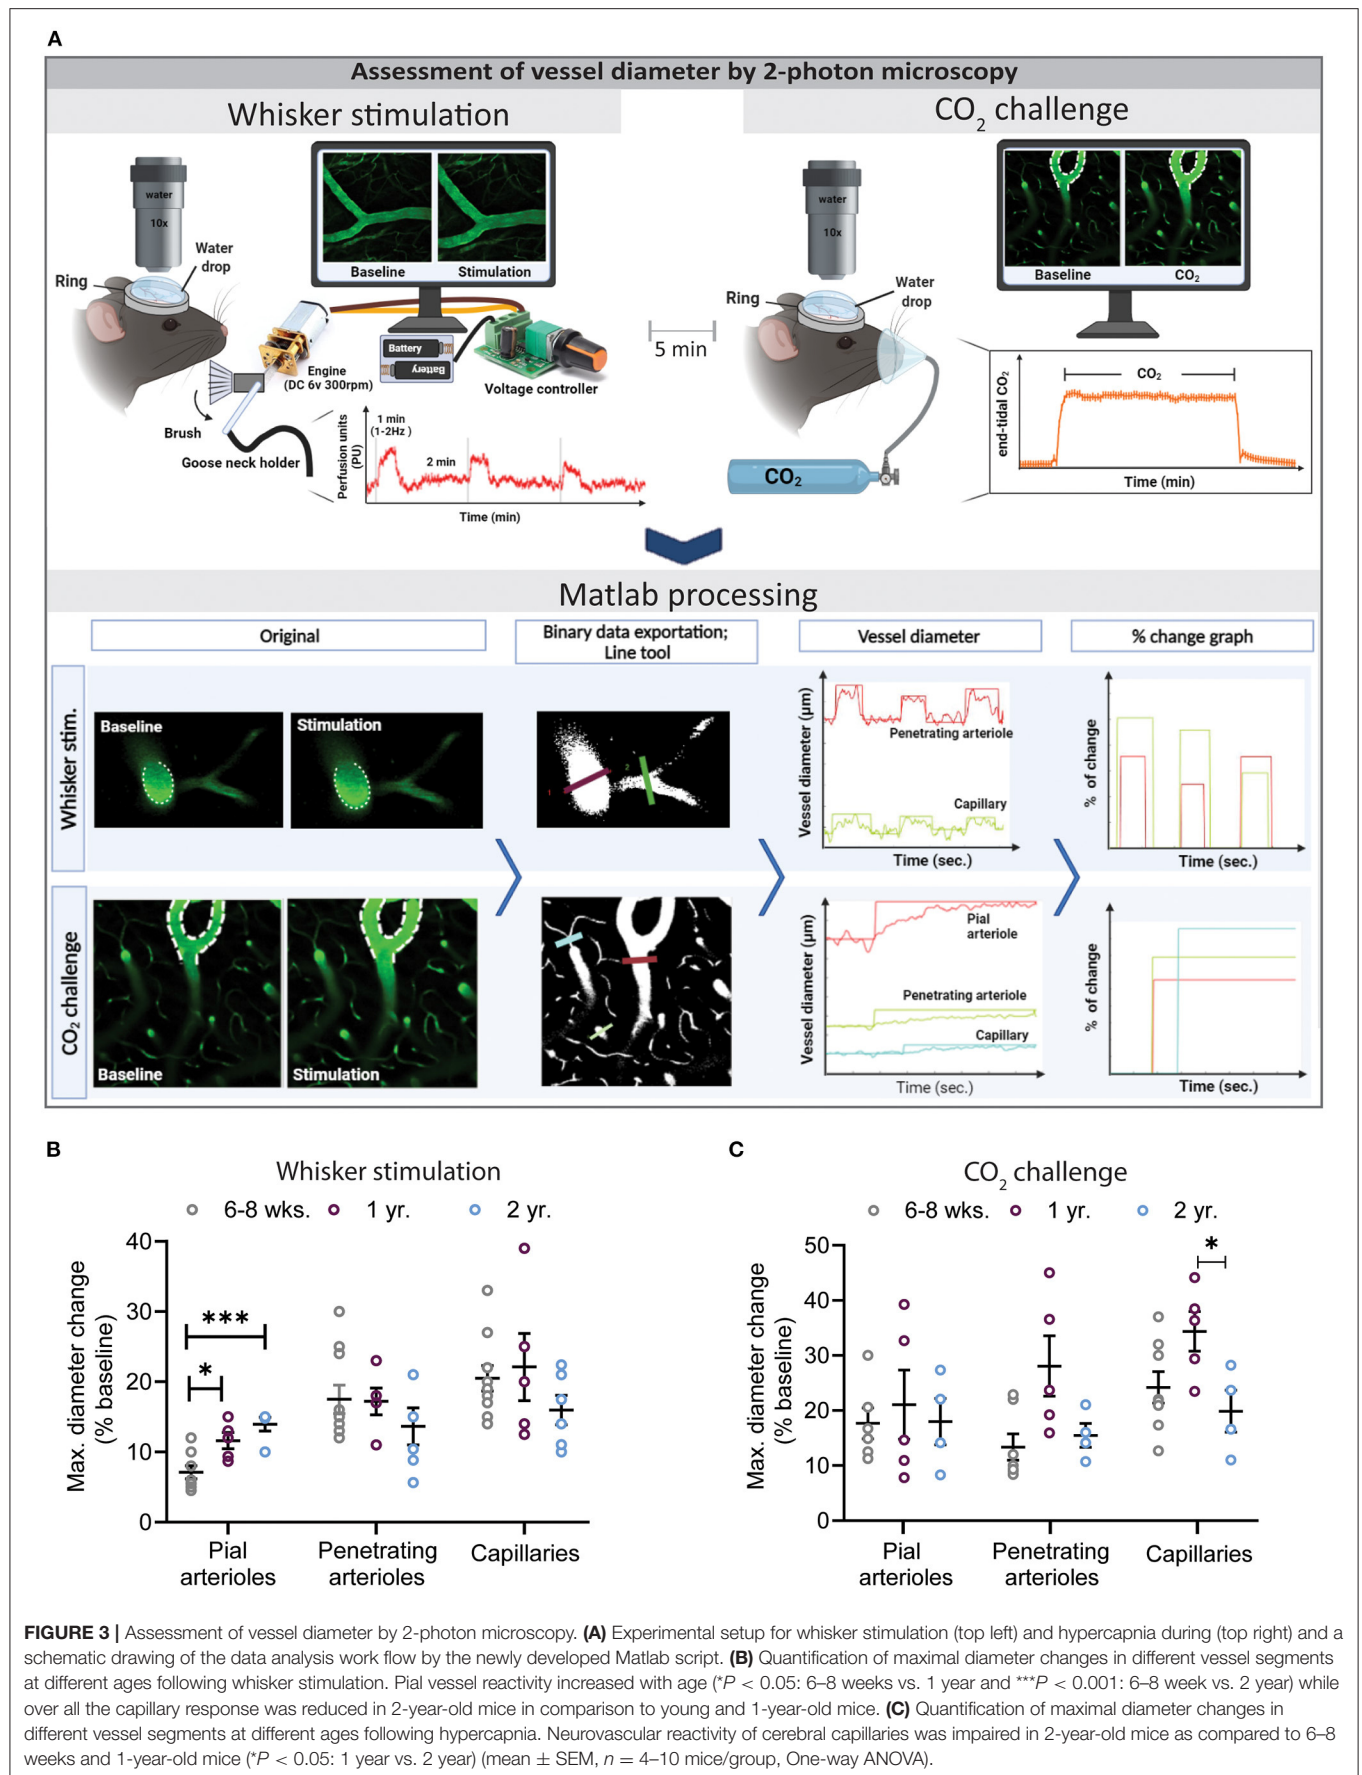 A
Assessment of vessel diameter by 2-photon microscopy
Whisker stimulation
CO2 challenge
water
10x
Water
drop
Ring
Baseline
Stimulation
Battery
Battery
Engine
(DC 6v 300rpm)
Voltage controller
Brush
Goose neck holder
1 min
(1-2Hz )
2 min
Perfusion units
(PU)
Time (min)
5 min
water
10x
Water
drop
Ring
Baseline
CO2
CO2
end-tidal CO2
CO2
Time (min)
Matlab processing
Original
Binary data exportation;
Line tool
Vessel diameter
% change graph
Whisker stim.
Baseline
Stimulation
1
2
Vessel diameter (µm)
Penetrating arteriole
Capillary
Time (sec.)
% of change
Time (sec.)
CO2 challenge
Baseline
Stimulation
Vessel diameter (µm)
Pial
arteriole
Penetrating arteriole
Capillary
Time (sec.)
% of change
Time (sec.)
B
Whisker stimulation
6-8 wks.
1 yr.
2 yr.
Max. diameter change
(% baseline)
40
30
20
10
0
***
*
Pial
arterioles
Penetrating
arterioles
Capillaries
C
CO2 challenge
6-8 wks.
1 yr.
2 yr.
Max. diameter change
(% baseline)
50
40
30
20
10
0
*
Pial
arterioles
Penetrating
arterioles
Capillaries
FIGURE 3 | Assessment of vessel diameter by 2-photon microscopy. (A) Experimental setup for whisker stimulation (top left) and hypercapnia during (top right) and a
schematic drawing of the data analysis work flow by the newly developed Matlab script. (B) Quantification of maximal diameter changes in different vessel segments
at different ages following whisker stimulation. Pial vessel reactivity increased with age (*P < 0.05: 6–8 weeks vs. 1 year and ***P < 0.001: 6–8 week vs. 2 year) while
over all the capillary response was reduced in 2-year-old mice in comparison to young and 1-year-old mice. (C) Quantification of maximal diameter changes in
different vessel segments at different ages following hypercapnia. Neurovascular reactivity of cerebral capillaries was impaired in 2-year-old mice as compared to 6–8
weeks and 1-year-old mice (*P < 0.05: 1 year vs. 2 year) (mean ± SEM, n = 4–10 mice/group, One-way ANOVA).